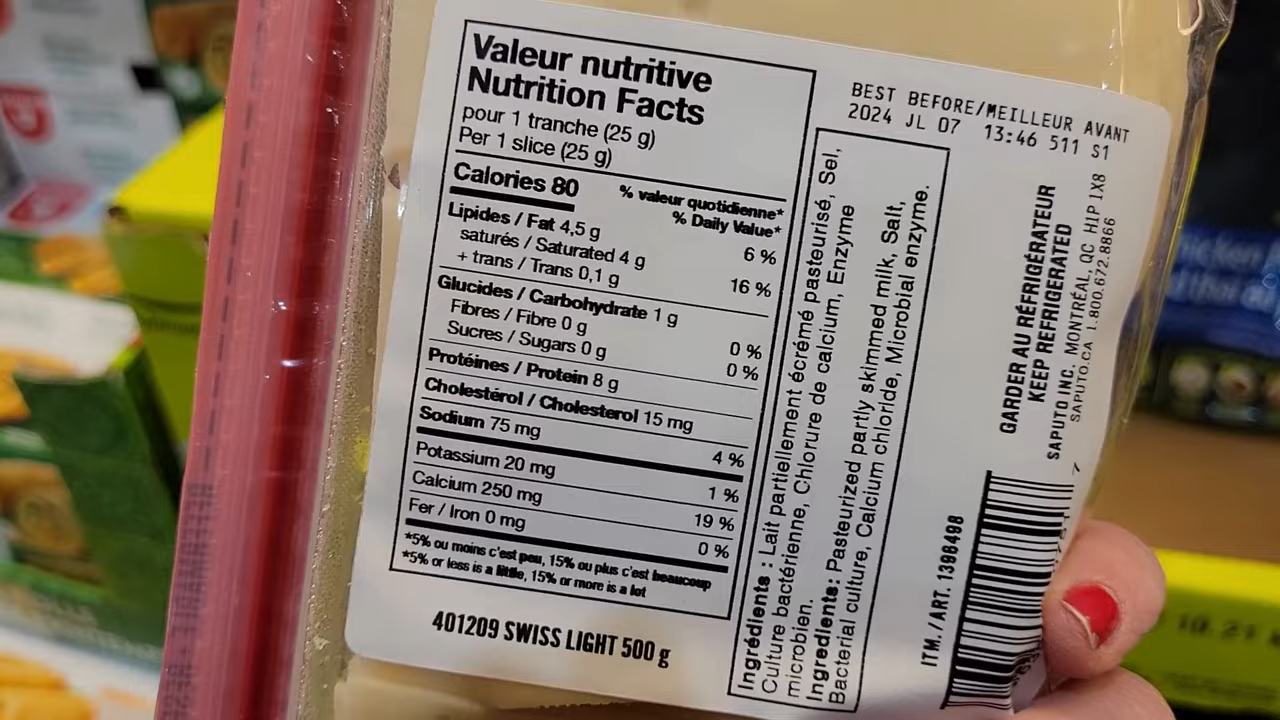 Valeur nutritive
Nutrition Facts
pour 1 tranche (25 g)
Per 1 slice (25 g)
Calories 80
% valeur quotidienne*
% Daily Value*
Lipides / Fat 4,5 g 6 %
saturés / Saturated 4 g
+ trans / Trans 0,1 g 16 %
Glucides / Carbohydrate 1 g
Fibres / Fibre 0 g 0 %
Sucres / Sugars 0 g 0 %
Protéines / Protein 8 g
Cholestérol / Cholesterol 15 mg
Sodium 75 mg 4 %
Potassium 20 mg 1 %
Calcium 250 mg 19 %
Fer / Iron 0 mg 0 %
*5% ou moins c'est peu, 15% ou plus c'est beaucoup
*5% or less is a little, 15% or more is a lot
401209 SWISS LIGHT 500 g
BEST BEFORE/MEILLEUR AVANT
2024 JL 07 13:46 511 S1
Ingrédients : Lait partiellement écrémé pasteurisé, Sel,
Culture bactérienne, Chlorure de calcium, Enzyme
microbien.
Ingredients: Pasteurized partly skimmed milk, Salt,
Bacterial culture, Calcium chloride, Microbial enzyme.
GARDER AU RÉFRIGÉRATEUR
KEEP REFRIGERATED
SAPUTO INC. MONTRÉAL, QC H1P 1X8
SAPUTO.CA 1.800.672.8866
ITM./ART. 1396498